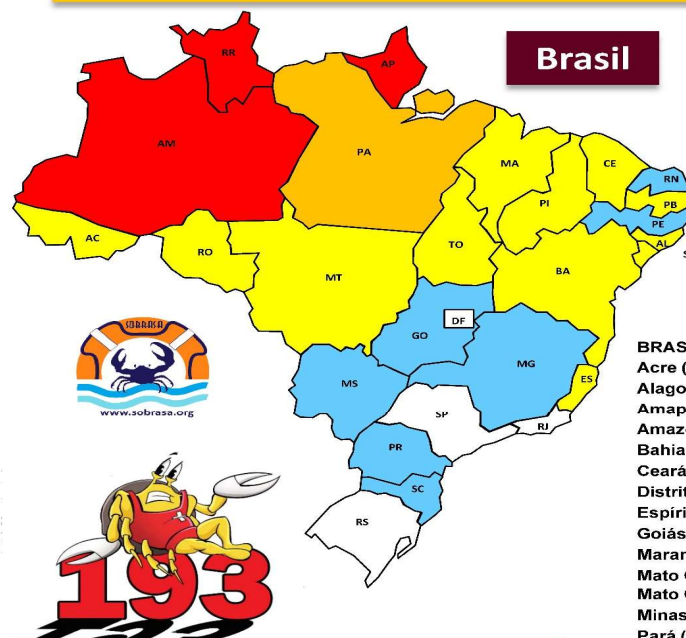 Brasil
RR
AP
AM
PA
MA
CE
RN
PI
PB
PE
AL
AC
RO
TO
MT
BA
DF
GO
MG
MS
ES
SP
RJ
PR
SC
RS
SOBRASA
www.sobrasa.org
193
BRAS
Acre (
Alago
Amap
Amaz
Bahia
Ceará
Distrit
Espíri
Goiás
Maran
Mato
Mato
Minas
Pará (